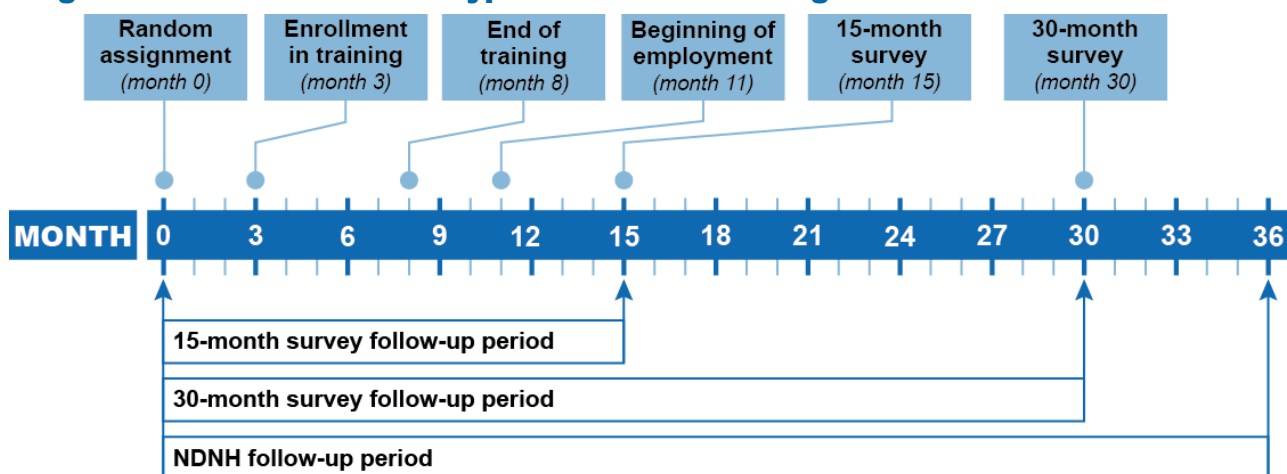 Random
assignment
(month 0)
Enrollment
in training
(month 3)
End of
training
(month 8)
Beginning of
employment
(month 11)
15-month
survey
(month 15)
30-month
survey
(month 30)
MONTH 0 3 6 9 12 15 18 21 24 27 30 33 36
15-month survey follow-up period
30-month survey follow-up period
NDNH follow-up period